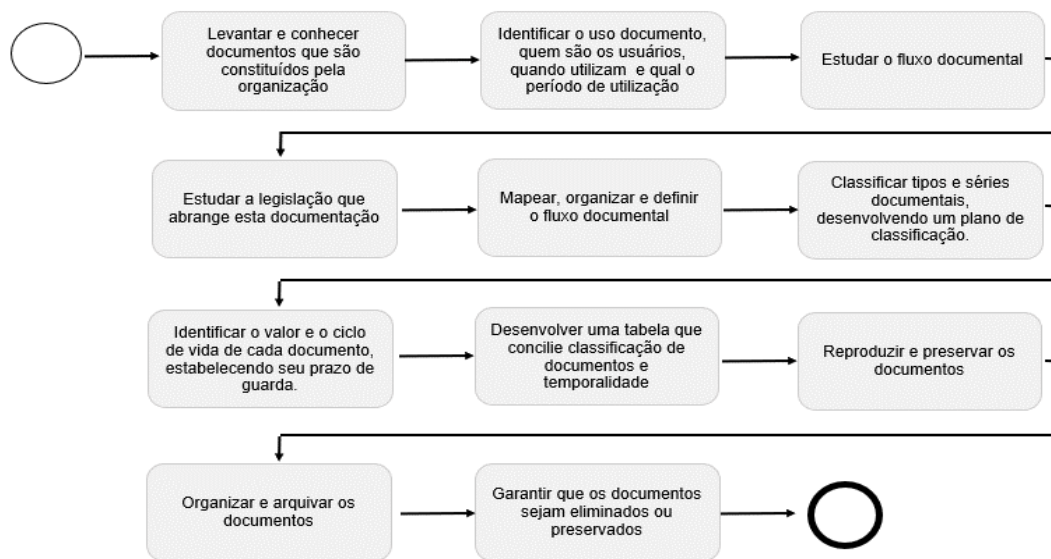 Levantar e conhecer
documentos que são
constituídos pela
organização
Identificar o uso documento,
quem são os usuários,
quando utilizam e qual o
período de utilização
Estudar o fluxo documental
Estudar a legislação que
abrange esta documentação
Mapear, organizar e definir
o fluxo documental
Classificar tipos e séries
documentais,
desenvolvendo um plano de
classificação.
Identificar o valor e o ciclo
de vida de cada documento,
estabelecendo seu prazo de
guarda.
Desenvolver uma tabela que
concilie classificação de
documentos e
temporalidade
Reproduzir e preservar os
documentos
Organizar e arquivar os
documentos
Garantir que os documentos
sejam eliminados ou
preservados